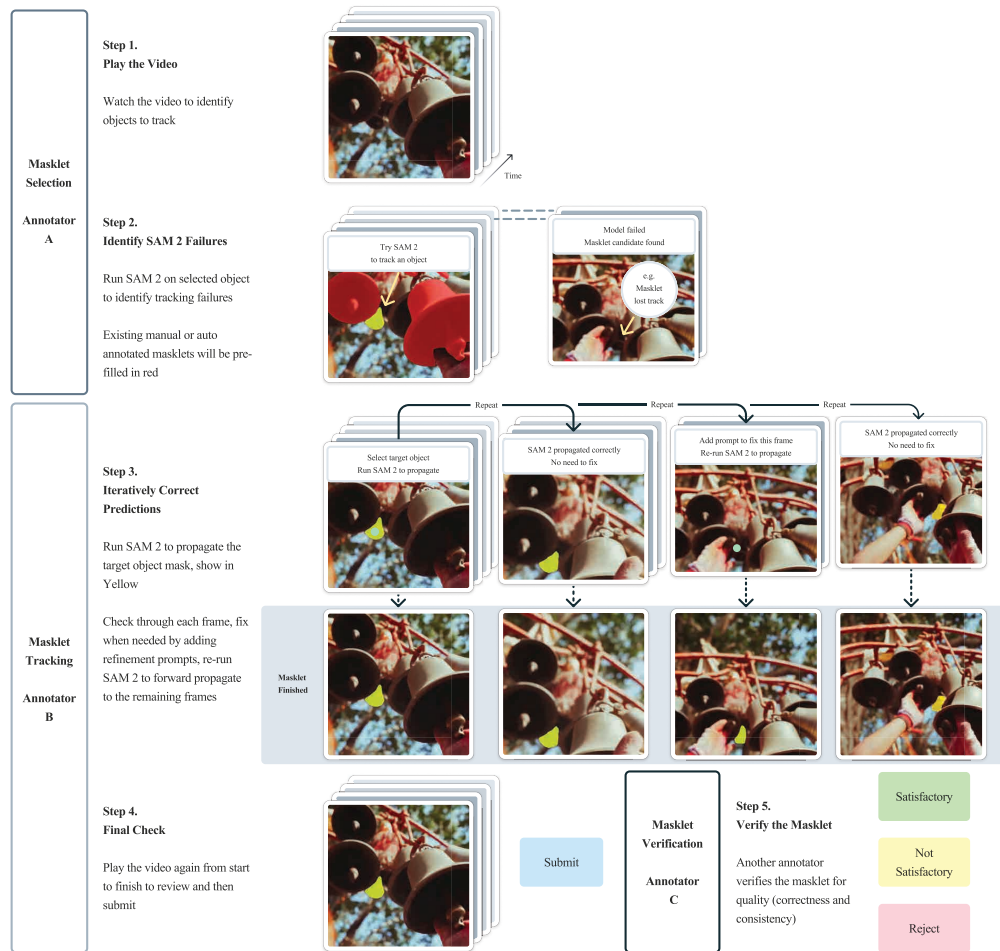 Masklet
Selection
Annotator
A
Step 1.
Play the Video
Watch the video to identify
objects to track
Time
Step 2.
Identify SAM 2 Failures
Run SAM 2 on selected object
to identify tracking failures
Existing manual or auto
annotated masklets will be pre-
filled in red
Try SAM 2
to track an object
Model failed
Masklet candidate found
e.g.
Masklet
lost track
Masklet
Tracking
Annotator
B
Step 3.
Iteratively Correct
Predictions
Run SAM 2 to propagate the
target object mask, show in
Yellow
Check through each frame, fix
when needed by adding
refinement prompts, re-run
SAM 2 to forward propagate
to the remaining frames
Repeat
Repeat
Repeat
Select target object
Run SAM 2 to propagate
SAM 2 propagated correctly
No need to fix
Add prompt to fix this frame
Re-run SAM 2 to propagate
SAM 2 propagated correctly
No need to fix
Masklet
Finished
Step 4.
Final Check
Play the video again from start
to finish to review and then
submit
Submit
Masklet
Verification
Annotator
C
Step 5.
Verify the Masklet
Another annotator
verifies the masklet for
quality (correctness and
consistency)
Satisfactory
Not
Satisfactory
Reject